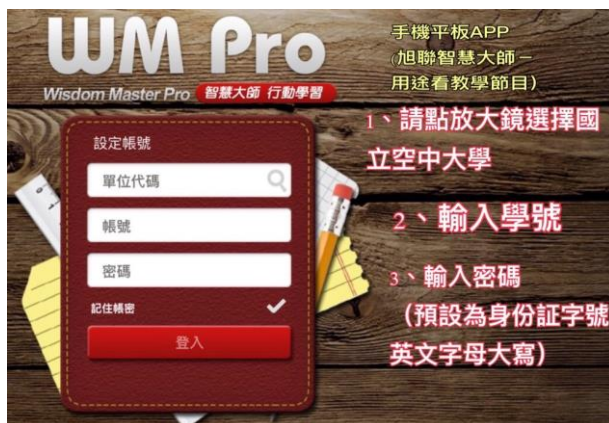 WM Pro
Wisdom Master Pro 智慧大師 行動學習
設定帳號
單位代碼
帳號
密碼
記住帳密
登入
手機平板APP
(旭聯智慧大師－
用途看教學節目)
1、請點放大鏡選擇國
立空中大學
2、輸入學號
3、輸入密碼
(預設為身份証字號
英文字母大寫)